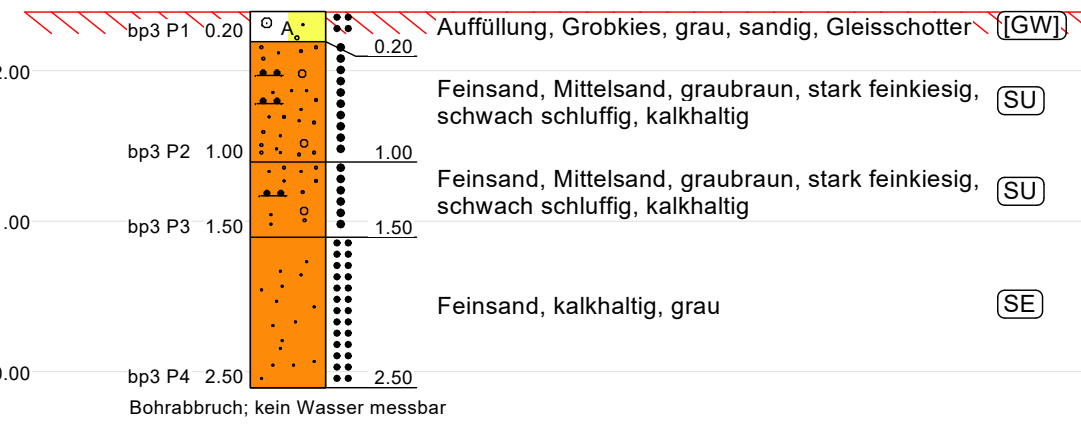 bp3 P1 0.20 A 0.20 Auffüllung, Grobkies, grau, sandig, Gleisschotter [GW]
2.00
Feinsand, Mittelsand, graubraun, stark feinkiesig,
schwach schluffig, kalkhaltig
SU
bp3 P2 1.00 1.00
Feinsand, Mittelsand, graubraun, stark feinkiesig,
schwach schluffig, kalkhaltig
SU
.00
bp3 P3 1.50 1.50
Feinsand, kalkhaltig, grau SE
0.00
bp3 P4 2.50 2.50
Bohrabbruch; kein Wasser messbar